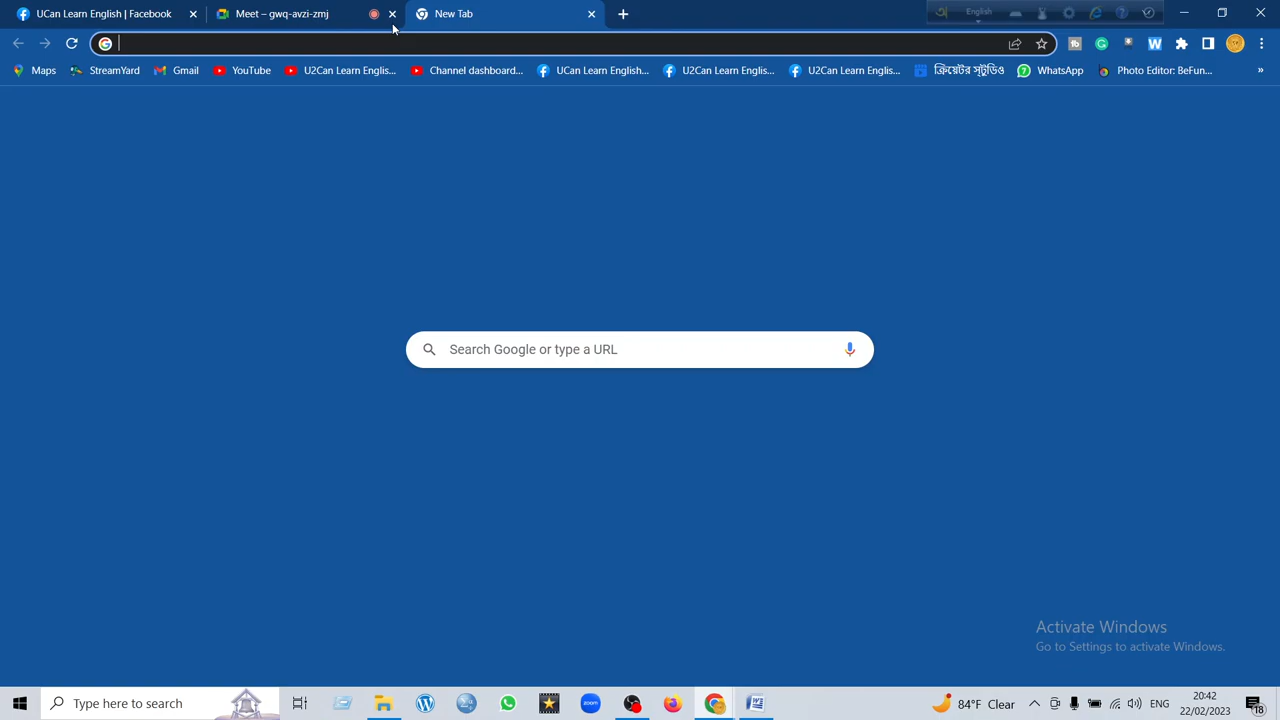 UCan Learn English | Facebook
Meet – gwq-avzi-zmj
New Tab
English
Maps
StreamYard
Gmail
YouTube
U2Can Learn Englis...
Channel dashboard...
UCan Learn English...
U2Can Learn Englis...
U2Can Learn Englis...
ক্রিয়েটর স্টুডিও
WhatsApp
Photo Editor: BeFun...
»
Search Google or type a URL
Activate Windows
Go to Settings to activate Windows.
Type here to search
zoom
84°F Clear
ENG
20:42
22/02/2023
18